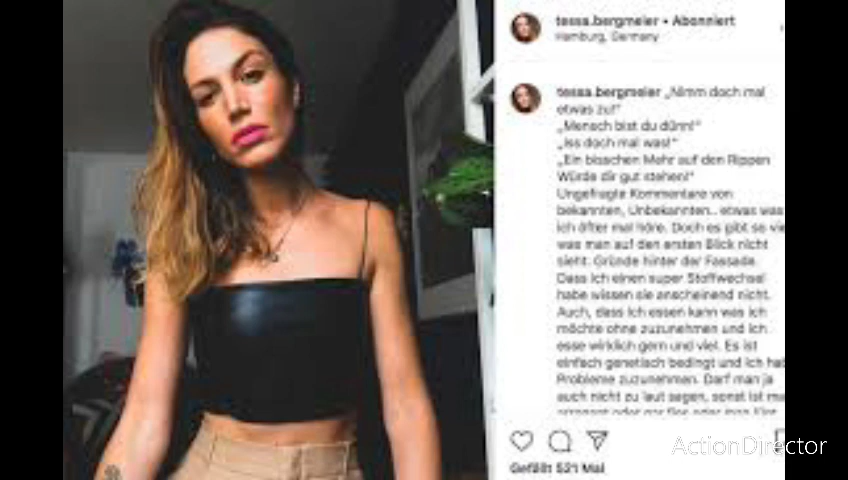 tessa.bergmeier • Abonniert
Hamburg, Germany
tessa.bergmeier „Nimm doch mal
etwas zu!"
„Mensch bist du dünn!"
„Iss doch mal was!"
„Ein bisschen Mehr auf den Rippen
Würde dir gut stehen!"
Ungefragte Kommentare von
bekannten, Unbekannten.. etwas was
ich öfter mal höre. Doch es gibt so vie
was man auf den ersten Blick nicht
sieht. Gründe hinter der Fassade.
Dass ich einen super Stoffwechsel
habe wissen sie anscheinend nicht.
Auch, dass ich essen kann was ich
möchte ohne zuzunehmen und ich
esse wirklich gern und viel. Es ist
einfach genetisch bedingt und ich hab
Probleme zuzunehmen. Darf man ja
auch nicht zu laut sagen, sonst ist ma
Gefällt 521 Mal
ActionDirector